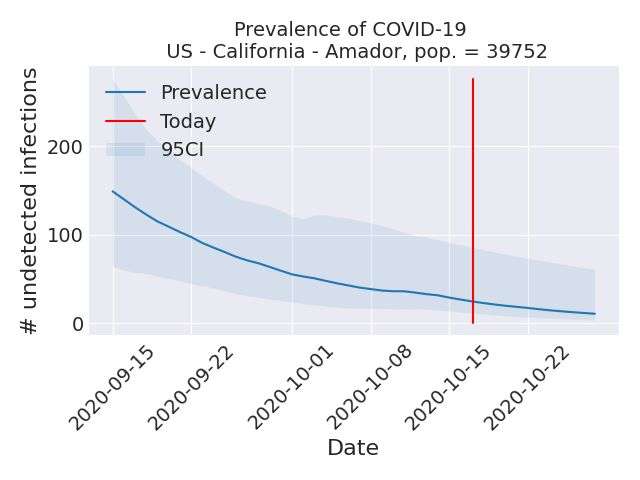 Prevalence of COVID-19
US - California - Amador, pop. = 39752
# undetected infections
200
100
0
Prevalence
Today
95CI
2020-09-15
2020-09-22
2020-10-01
2020-10-08
2020-10-15
2020-10-22
Date